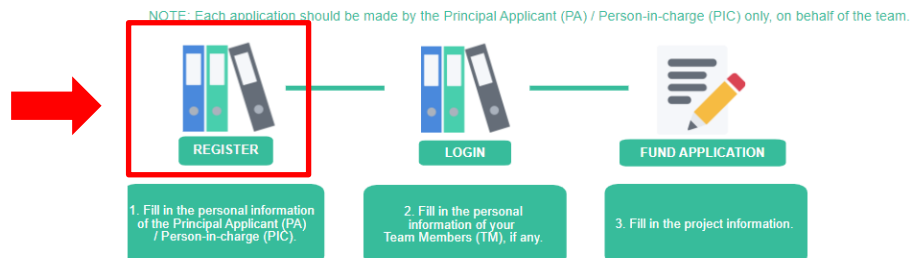 NOTE: Each application should be made by the Principal Applicant (PA) / Person-in-charge (PIC) only, on behalf of the team.
REGISTER
LOGIN
FUND APPLICATION
1. Fill in the personal information
of the Principal Applicant (PA)
/ Person-in-charge (PIC).
2. Fill in the personal
information of your
Team Members (TM), if any.
3. Fill in the project information.